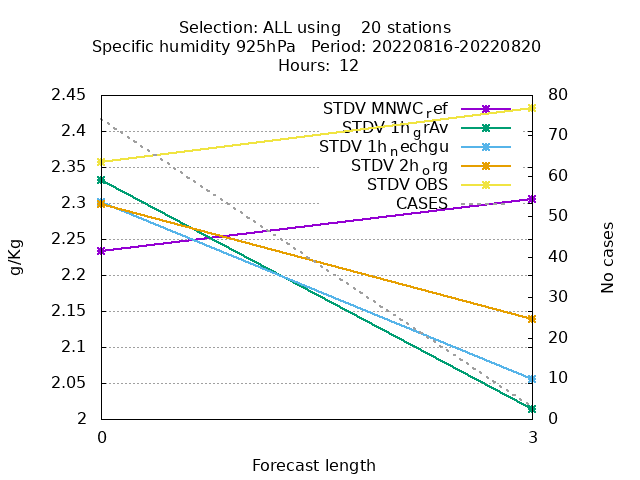 Selection: ALL using    20 stations
Specific humidity 925hPa   Period: 20220816-20220820
Hours: 12
2.45
2.4
2.35
2.3
2.25
2.2
2.15
2.1
2.05
2
80
70
60
50
40
30
20
10
0
STDV MNWC_ref
STDV 1h_grAv
STDV 1h_nechgu
STDV 2h_org
STDV OBS
CASES
g/Kg
No cases
0
3
Forecast length